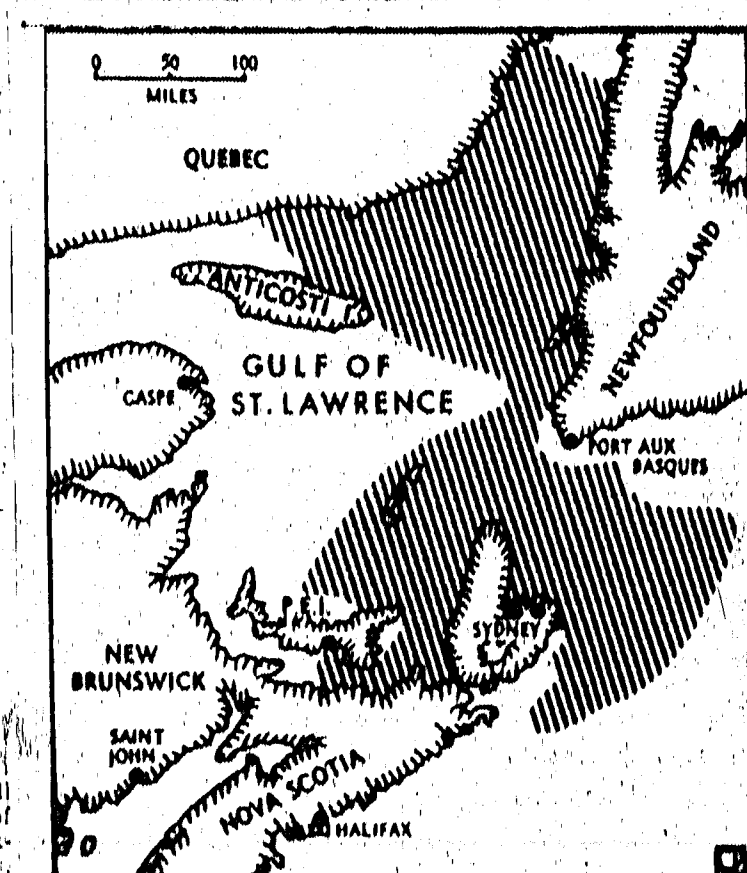 0 50 100
MILES
QUEBEC
ANTICOSTI
GULF OF
ST. LAWRENCE
GASPE
NEWFOUNDLAND
PORT AUX
BASQUES
P.E.I.
SYDNEY
NEW
BRUNSWICK
SAINT
JOHN
NOVA SCOTIA
HALIFAX